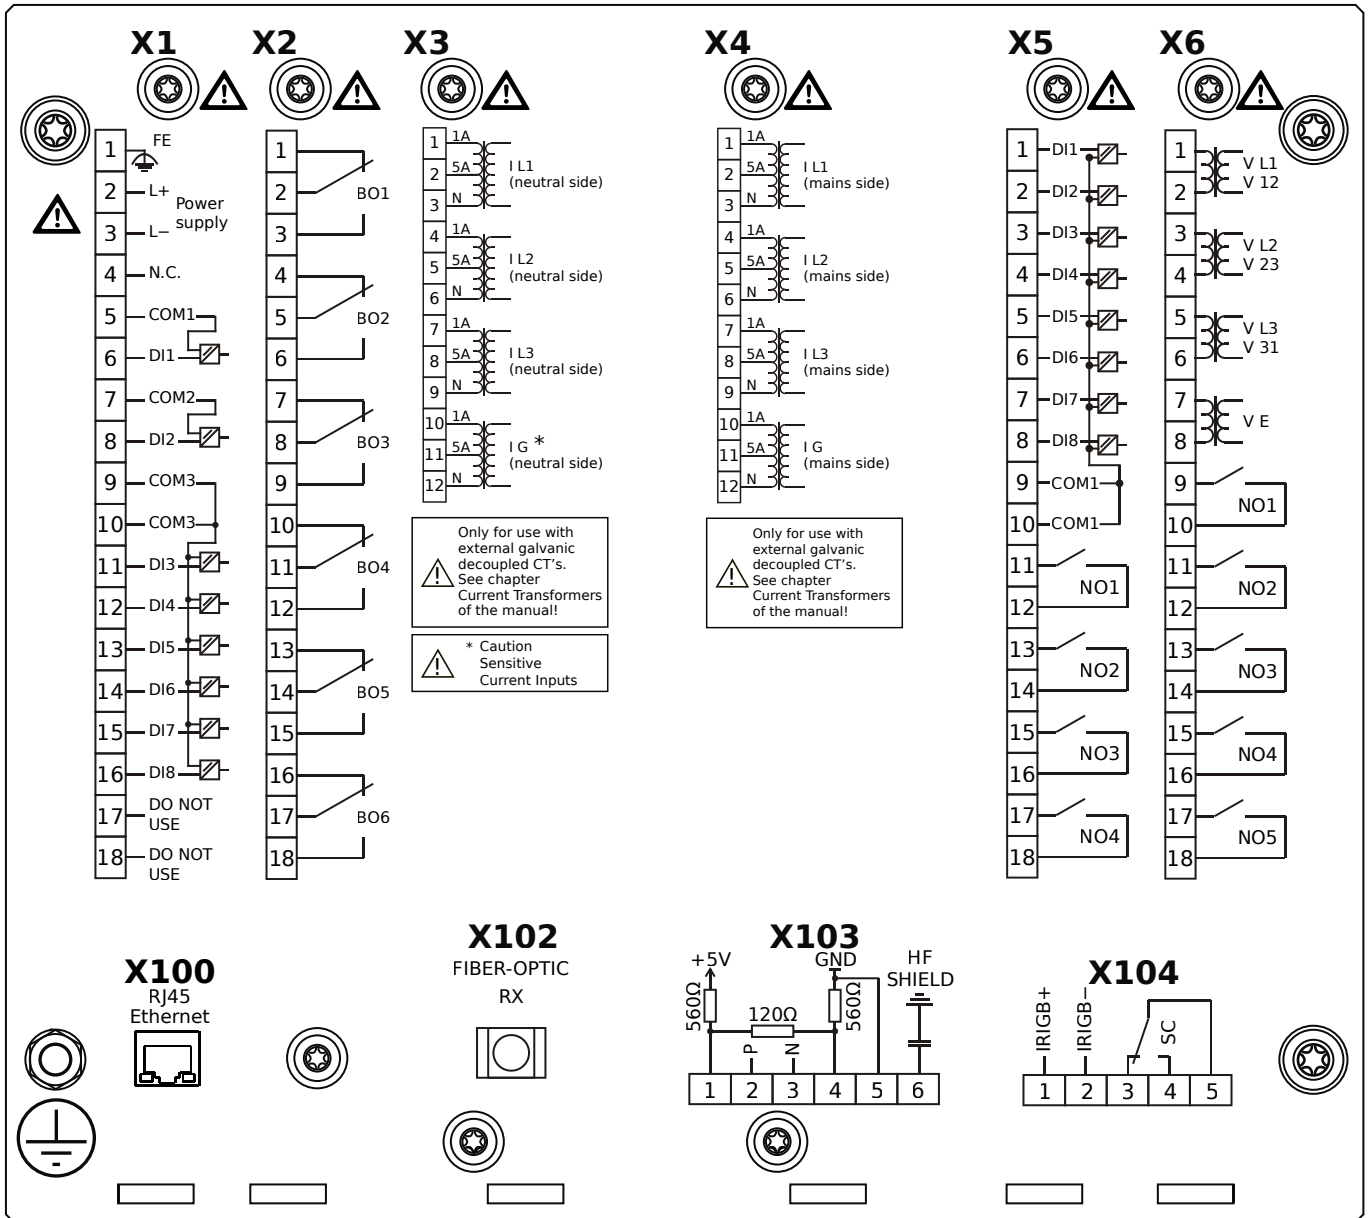 X1
1
FE
2
L+
Power
supply
3
L−
4
N.C.
5
COM1
6
DI1
7
COM2
8
DI2
9
COM3
10
COM3
11
DI3
12
DI4
13
DI5
14
DI6
15
DI7
16
DI8
17
DO NOT
USE
18
DO NOT
USE
X2
1
2
BO1
3
4
5
BO2
6
7
8
BO3
9
10
11
BO4
12
13
14
BO5
15
16
17
BO6
18
X3
1
1A
2
5A
I L1
(neutral side)
3
N
4
1A
5
5A
I L2
(neutral side)
6
N
7
1A
8
5A
I L3
(neutral side)
9
N
10
1A
11
5A
I G *
(neutral side)
12
N
Only for use with
external galvanic
decoupled CT's.
See chapter
Current Transformers
of the manual!
* Caution
Sensitive
Current Inputs
X4
1
1A
2
5A
I L1
(mains side)
3
N
4
1A
5
5A
I L2
(mains side)
6
N
7
1A
8
5A
I L3
(mains side)
9
N
10
1A
11
5A
I G
(mains side)
12
N
Only for use with
external galvanic
decoupled CT's.
See chapter
Current Transformers
of the manual!
X5
1
DI1
2
DI2
3
DI3
4
DI4
5
DI5
6
DI6
7
DI7
8
DI8
9
COM1
10
COM1
11
NO1
12
13
NO2
14
15
NO3
16
17
NO4
18
X6
1
V L1
V 12
2
3
V L2
V 23
4
5
V L3
V 31
6
7
V E
8
9
NO1
10
11
NO2
12
13
NO3
14
15
NO4
16
17
NO5
18
X100
RJ45
Ethernet
X102
FIBER-OPTIC
RX
X103
+5V
GND
HF
SHIELD
560Ω
120Ω
560Ω
P
N
1 2 3 4 5 6
X104
IRIGB+
IRIGB−
SC
1 2 3 4 5